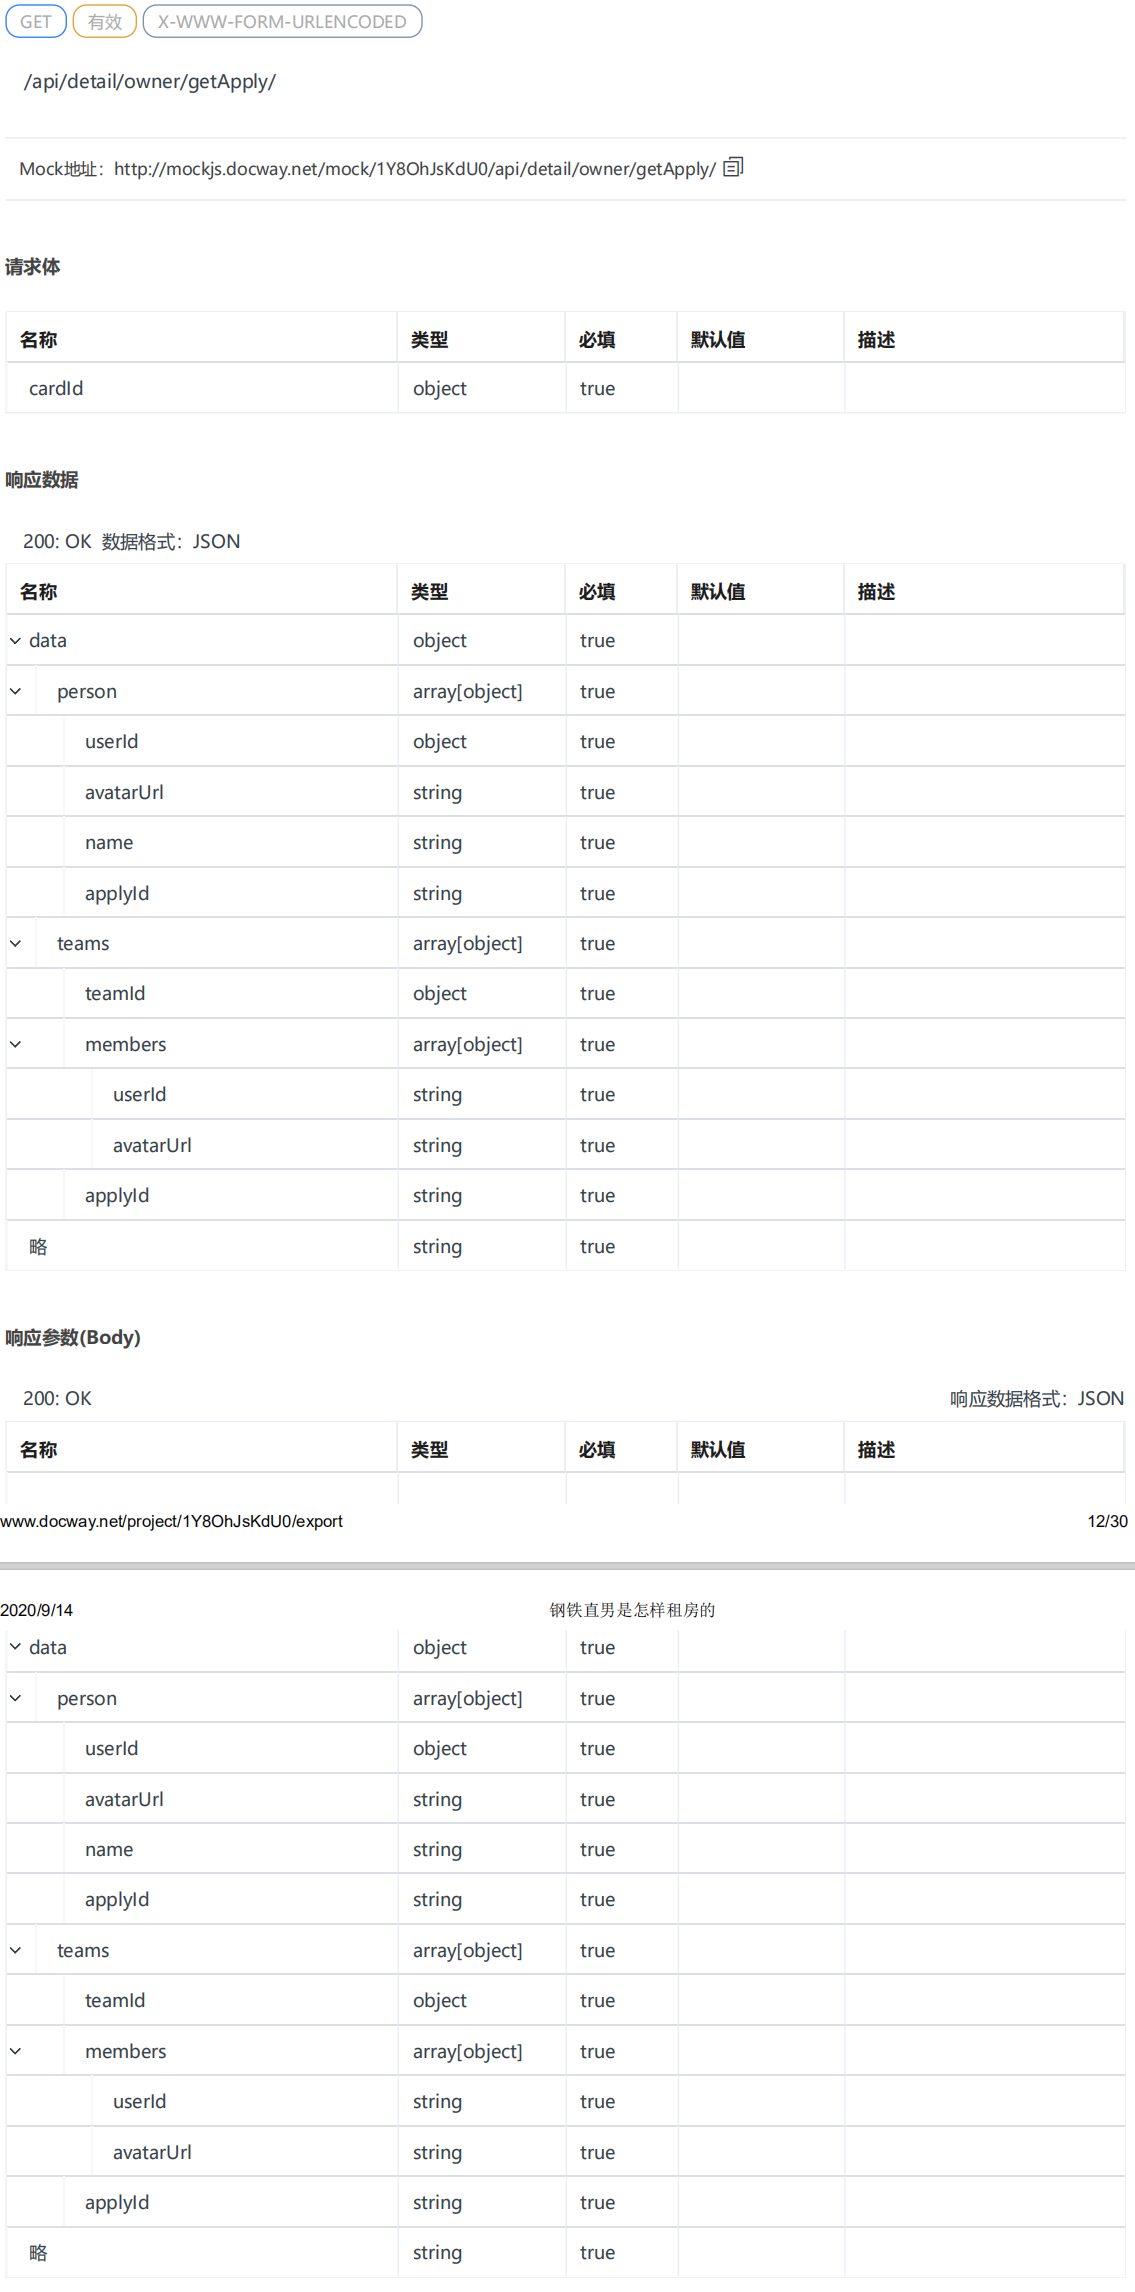 GET 有效 X-WWW-FORM-URLENCODED
/api/detail/owner/getApply/
Mock地址：http://mockjs.docway.net/mock/1Y8OhJsKdU0/api/detail/owner/getApply/
请求体
名称 类型 必填 默认值 描述
cardId object true
响应数据
200: OK 数据格式：JSON
名称 类型 必填 默认值 描述
data object true
person array[object] true
userId object true
avatarUrl string true
name string true
applyId string true
teams array[object] true
teamId object true
members array[object] true
userId string true
avatarUrl string true
applyId string true
略 string true
响应参数(Body)
200: OK 响应数据格式：JSON
名称 类型 必填 默认值 描述
www.docway.net/project/1Y8OhJsKdU0/export 12/30
2020/9/14 钢铁直男是怎样租房的
data object true
person array[object] true
userId object true
avatarUrl string true
name string true
applyId string true
teams array[object] true
teamId object true
members array[object] true
userId string true
avatarUrl string true
applyId string true
略 string true